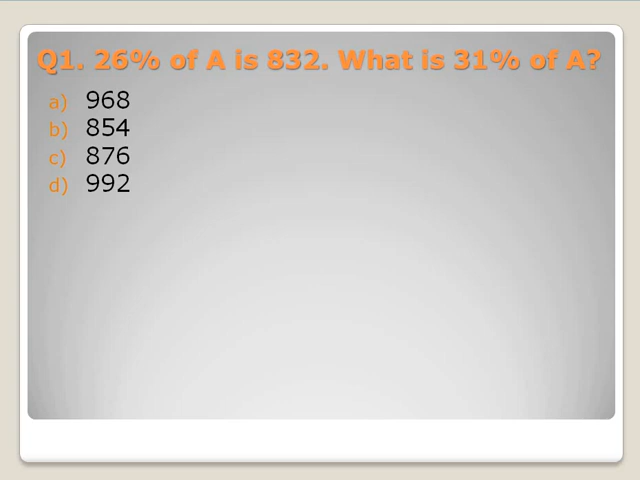 Q1. 26% of A is 832. What is 31% of A?
a) 968
b) 854
c) 876
d) 992